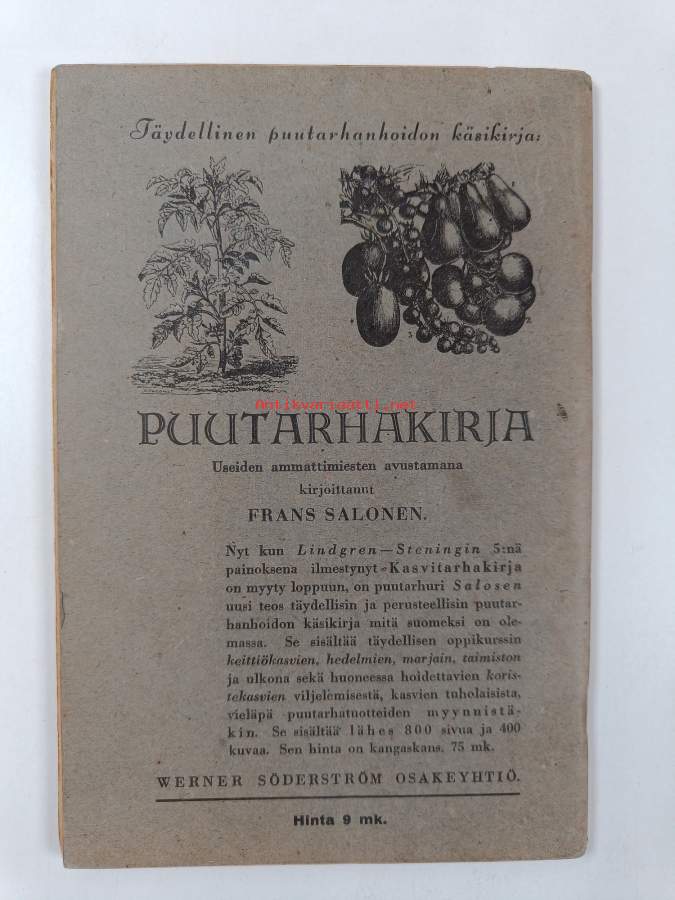 Täydellinen puutarhanhoidon käsikirja:
Antikvariaatti.net
PUUTARHAKIRJA
Useiden ammattimiesten avustamana
kirjoittanut
FRANS SALONEN.
Nyt kun Lindgren—Steningin 5:nä
painoksena ilmestynyt Kasvitarhakirja
on myyty loppuun, on puutarhuri Salosen
uusi teos täydellisin ja perusteellisin puutar-
hanhoidon käsikirja mitä suomeksi on ole-
massa. Se sisältää täydellisen oppikurssin
keittiökasvien, hedelmien, marjain, taimiston
ja ulkona sekä huoneessa hoidettavien koris-
tekasvien viljelemisestä, kasvien tuholaisista,
vieläpä puutarhatuotteiden myynnistä-
kin. Se sisältää lähes 800 sivua ja 400
kuvaa. Sen hinta on kangaskans. 75 mk.
WERNER SÖDERSTRÖM OSAKEYHTIÖ.
Hinta 9 mk.